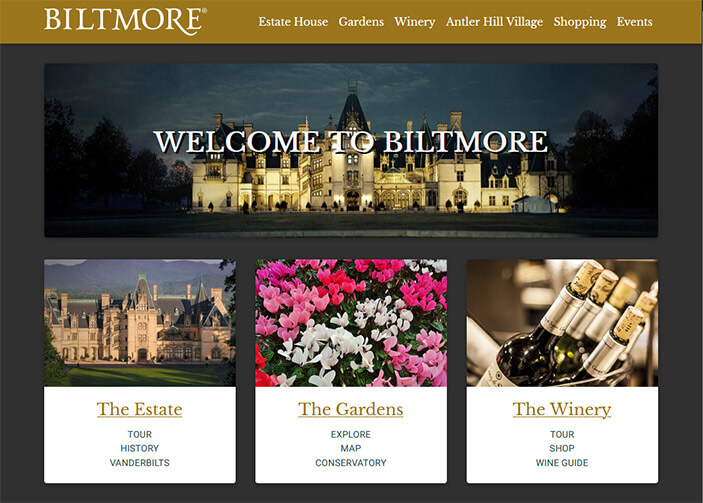 BILTMORE®
Estate House Gardens Winery Antler Hill Village Shopping Events
WELCOME TO BILTMORE
The Estate
TOUR
HISTORY
VANDERBILTS
The Gardens
EXPLORE
MAP
CONSERVATORY
The Winery
TOUR
SHOP
WINE GUIDE